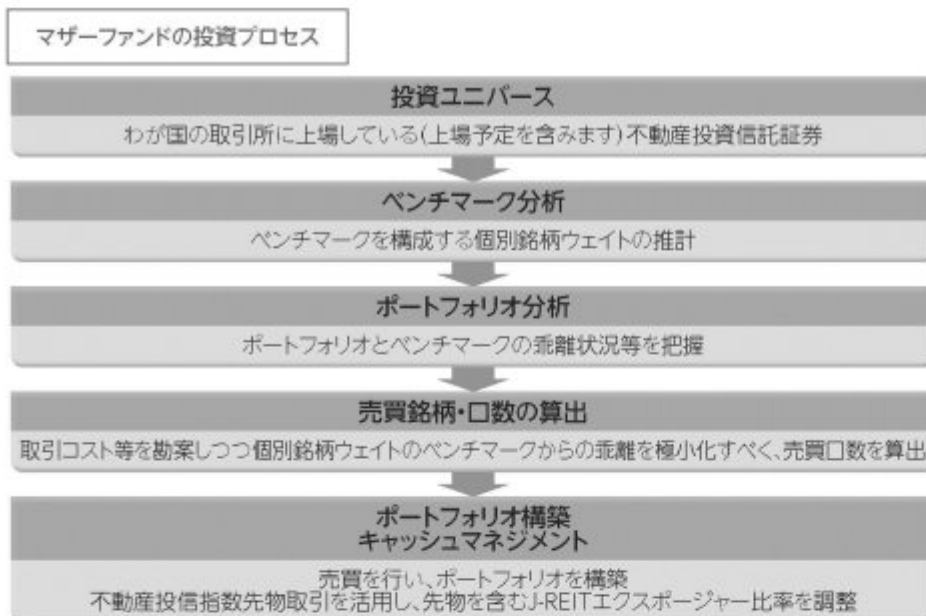 マザーファンドの投資プロセス
投資ユニバース
わが国の取引所に上場している(上場予定を含みます)不動産投資信託証券
ベンチマーク分析
ベンチマークを構成する個別銘柄ウェイトの推計
ポートフォリオ分析
ポートフォリオとベンチマークの乖離状況等を把握
売買銘柄・口数の算出
取引コスト等を勘案しつつ個別銘柄ウェイトのベンチマークからの乖離を極小化すべく、売買口数を算出
ポートフォリオ構築
キャッシュマネジメント
売買を行い、ポートフォリオを構築
不動産投信指数先物取引を活用し、先物を含むJ-REITエクスポージャー比率を調整